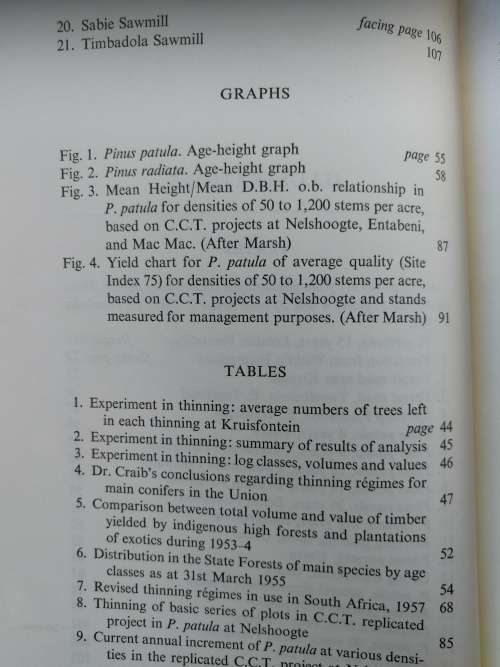 20. Sabie Sawmill facing page 106
21. Timbadola Sawmill 107
GRAPHS
Fig. 1. Pinus patula. Age-height graph page 55
Fig. 2. Pinus radiata. Age-height graph 58
Fig. 3. Mean Height/Mean D.B.H. o.b. relationship in
P. patula for densities of 50 to 1,200 stems per acre,
based on C.C.T. projects at Nelshoogte, Entabeni,
and Mac Mac. (After Marsh) 87
Fig. 4. Yield chart for P. patula of average quality (Site
Index 75) for densities of 50 to 1,200 stems per acre,
based on C.C.T. projects at Nelshoogte and stands
measured for management purposes. (After Marsh) 91
TABLES
1. Experiment in thinning: average numbers of trees left
in each thinning at Kruisfontein page 44
2. Experiment in thinning: summary of results of analysis 45
3. Experiment in thinning: log classes, volumes and values 46
4. Dr. Craib's conclusions regarding thinning régimes for
main conifers in the Union 47
5. Comparison between total volume and value of timber
yielded by indigenous high forests and plantations
of exotics during 1953-4 52
6. Distribution in the State Forests of main species by age
classes as at 31st March 1955 54
7. Revised thinning régimes in use in South Africa, 1957 68
8. Thinning of basic series of plots in C.C.T. replicated
project in P. patula at Nelshoogte 85
9. Current annual increment of P. patula at various densi-
ties in the replicated C.C.T. project at